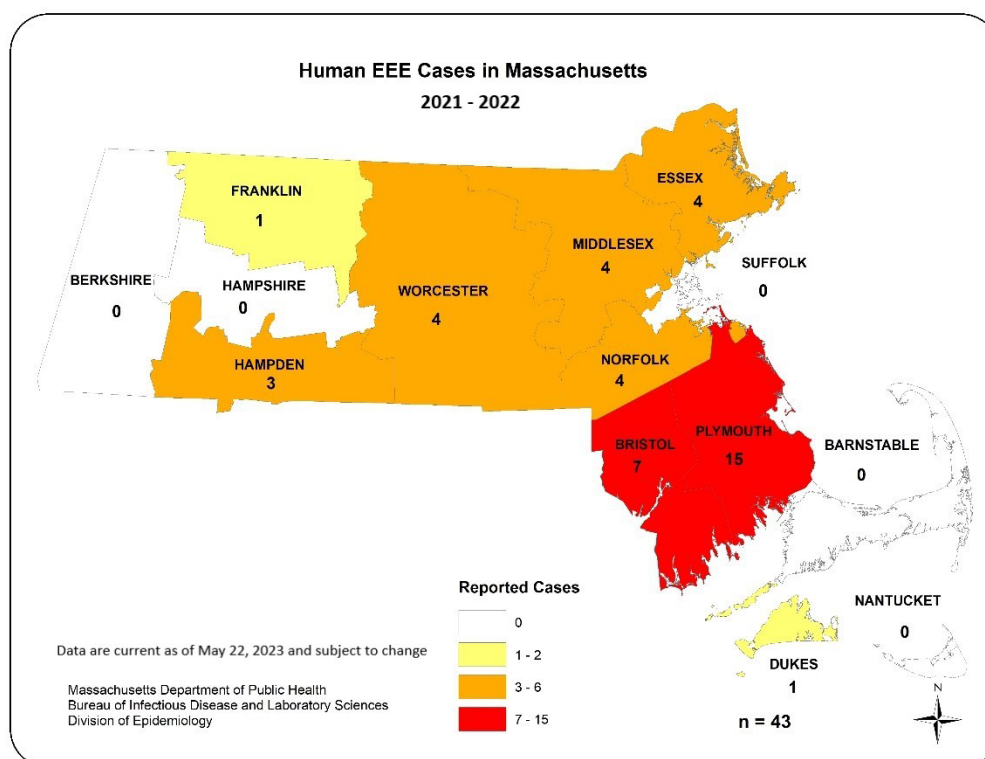 Human EEE Cases in Massachusetts
2021 - 2022
ESSEX
4
FRANKLIN
1
MIDDLESEX
4
SUFFOLK
0
BERKSHIRE
0
HAMPSHIRE
0
WORCESTER
4
HAMPDEN
3
NORFOLK
4
BRISTOL
7
PLYMOUTH
15
BARNSTABLE
0
NANTUCKET
0
DUKES
1
n = 43
N
Reported Cases
0
1 - 2
3 - 6
7 - 15
Data are current as of May 22, 2023 and subject to change
Massachusetts Department of Public Health
Bureau of Infectious Disease and Laboratory Sciences
Division of Epidemiology